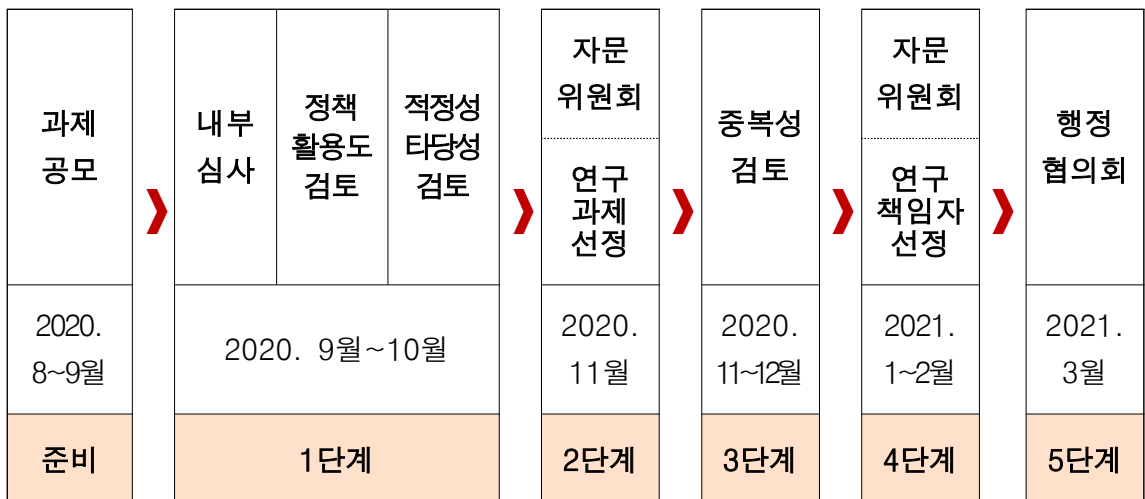 과제
공모
2020.
8~9월
준비
내부
심사
정책
활용도
검토
적정성
타당성
검토
2020. 9월~10월
1단계
자문
위원회
연구
과제
선정
2020.
11월
2단계
중복성
검토
2020.
11~12월
3단계
자문
위원회
연구
책임자
선정
2021.
1~2월
4단계
행정
협의회
2021.
3월
5단계